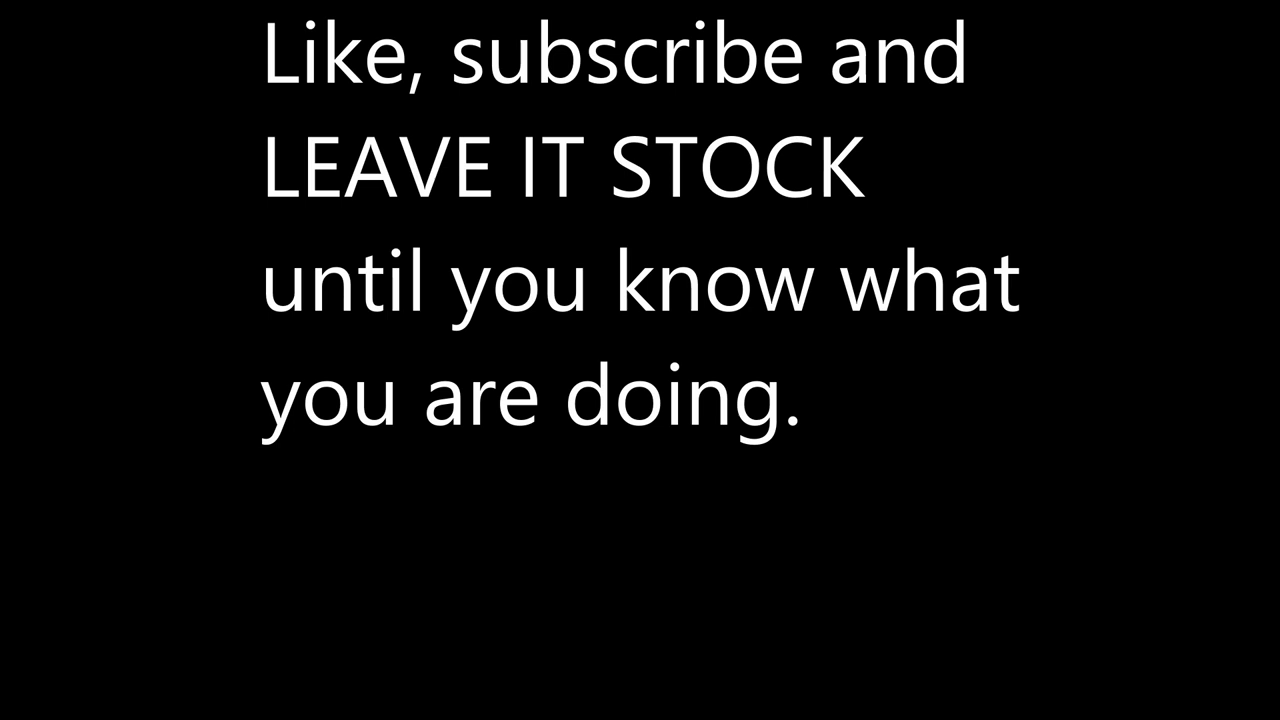 Like, subscribe and
LEAVE IT STOCK
until you know what
you are doing.